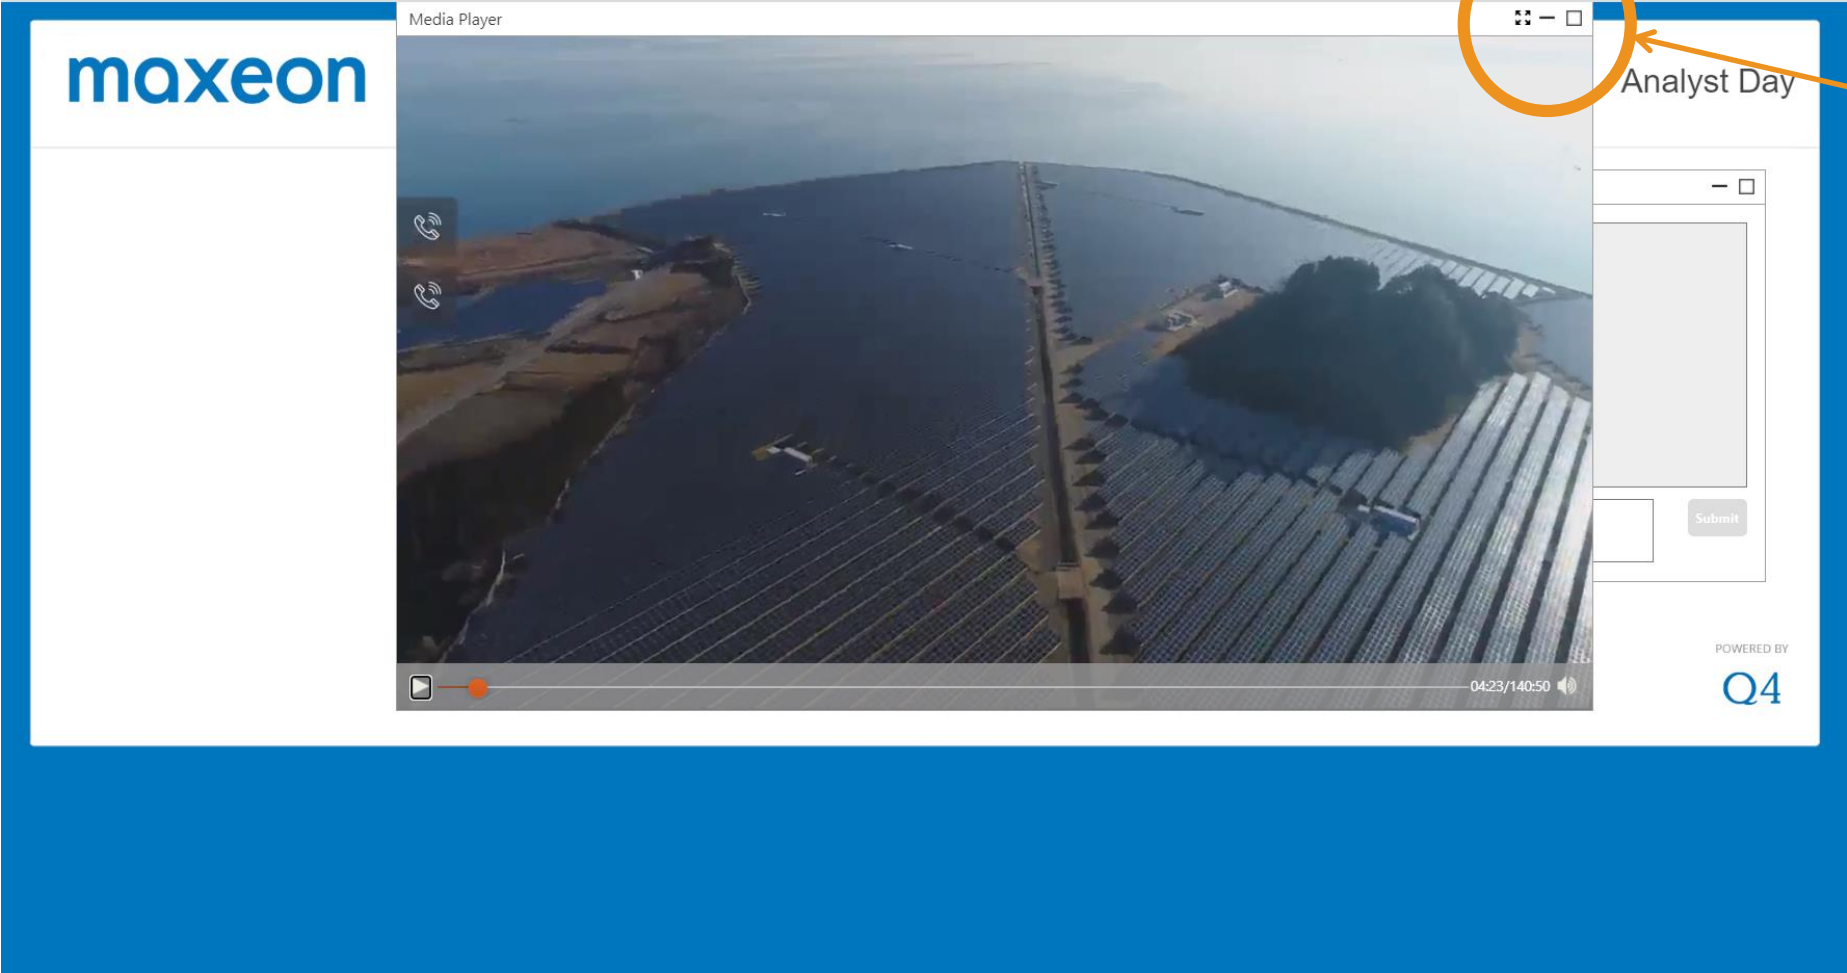 Media Player
maxeon
Analyst Day
Submit
04:23/140:50
POWERED BY
Q4